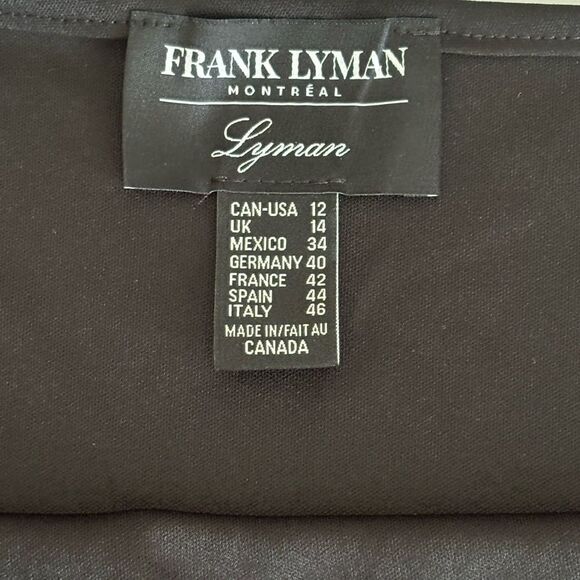 FRANK LYMAN
MONTRÉAL
Lyman
CAN-USA 12
UK 14
MEXICO 34
GERMANY 40
FRANCE 42
SPAIN 44
ITALY 46
MADE IN/FAIT AU
CANADA